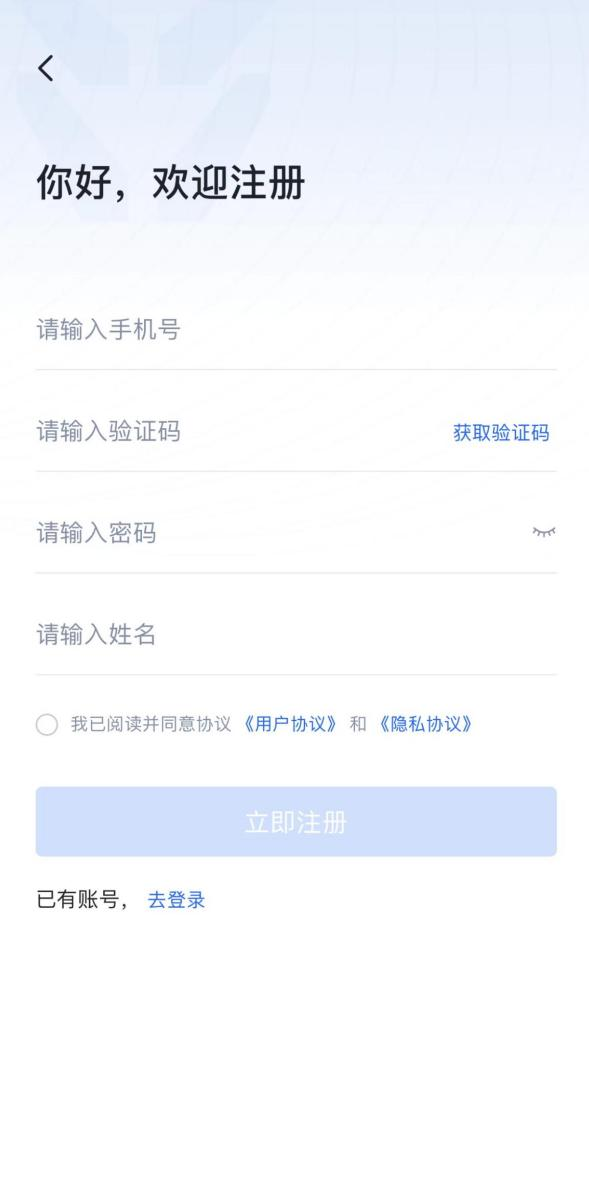 你好，欢迎注册
请输入手机号
请输入验证码 获取验证码
请输入密码
请输入姓名
我已阅读并同意协议《用户协议》和《隐私协议》
立即注册
已有账号，去登录